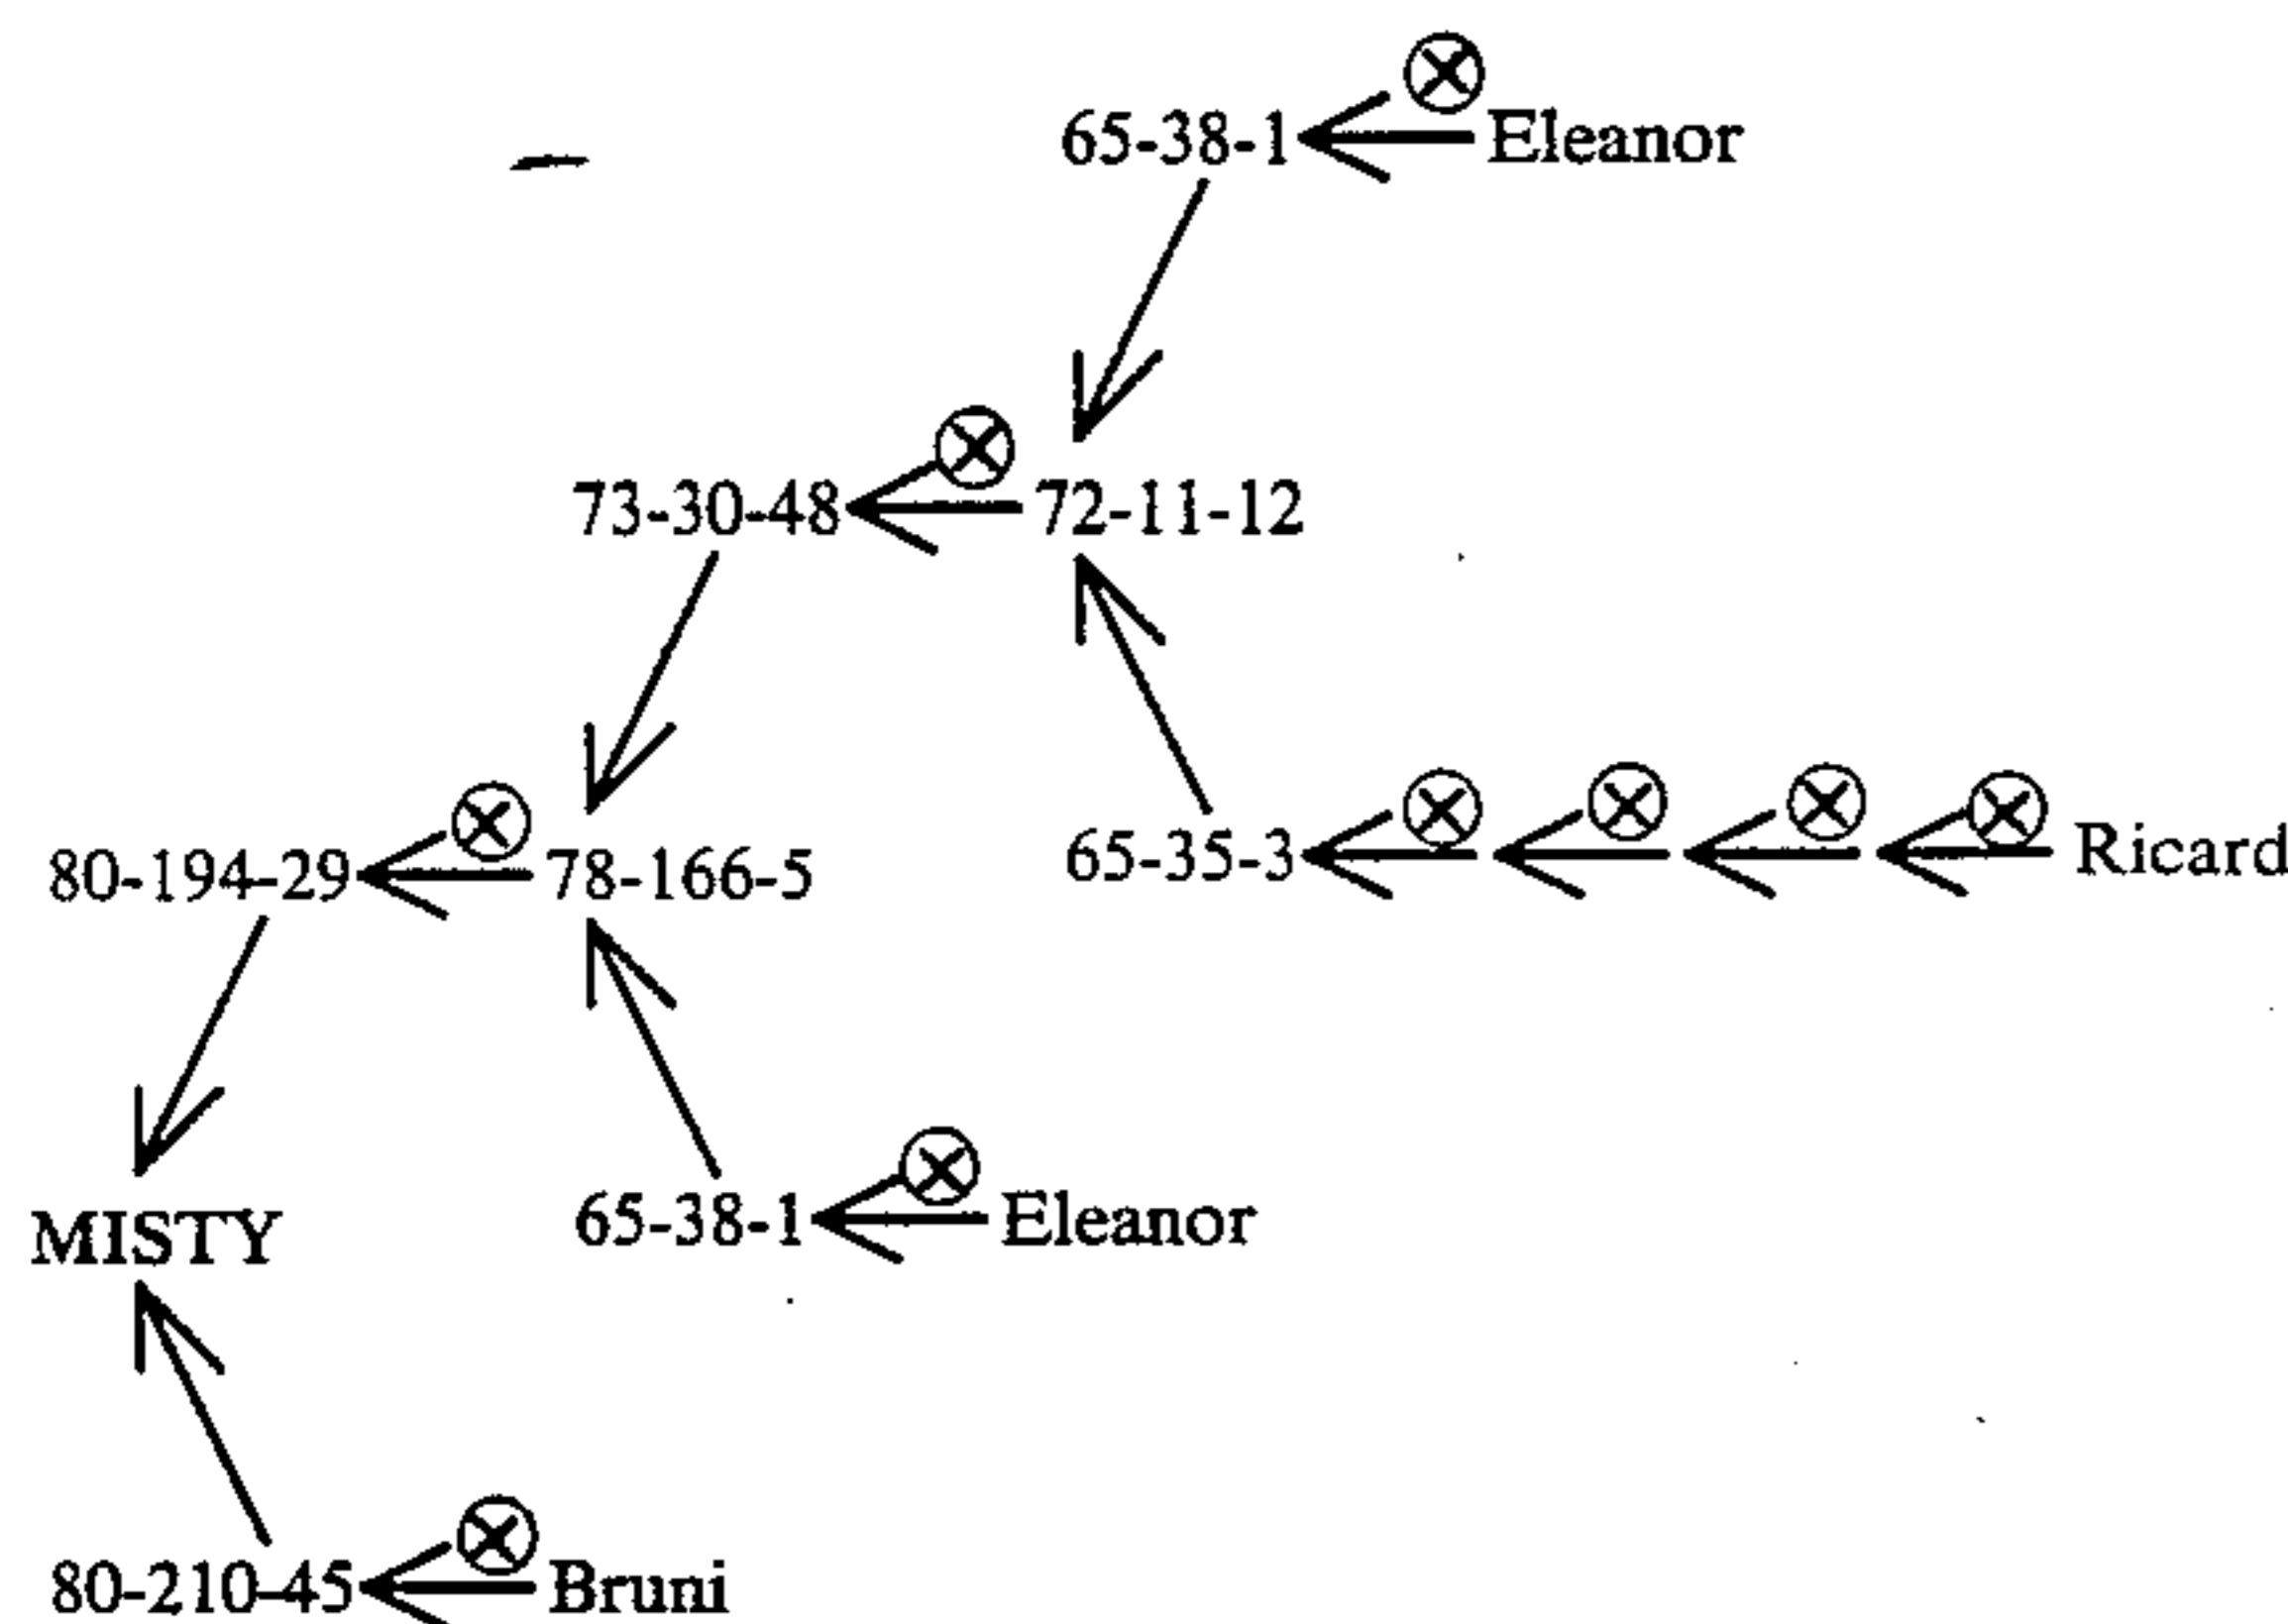 65-38-1 Eleanor
73-30-48 72-11-12
80-194-29 78-166-5 65-35-3 Ricard
MISTY 65-38-1 Eleanor
80-210-45 Bruni